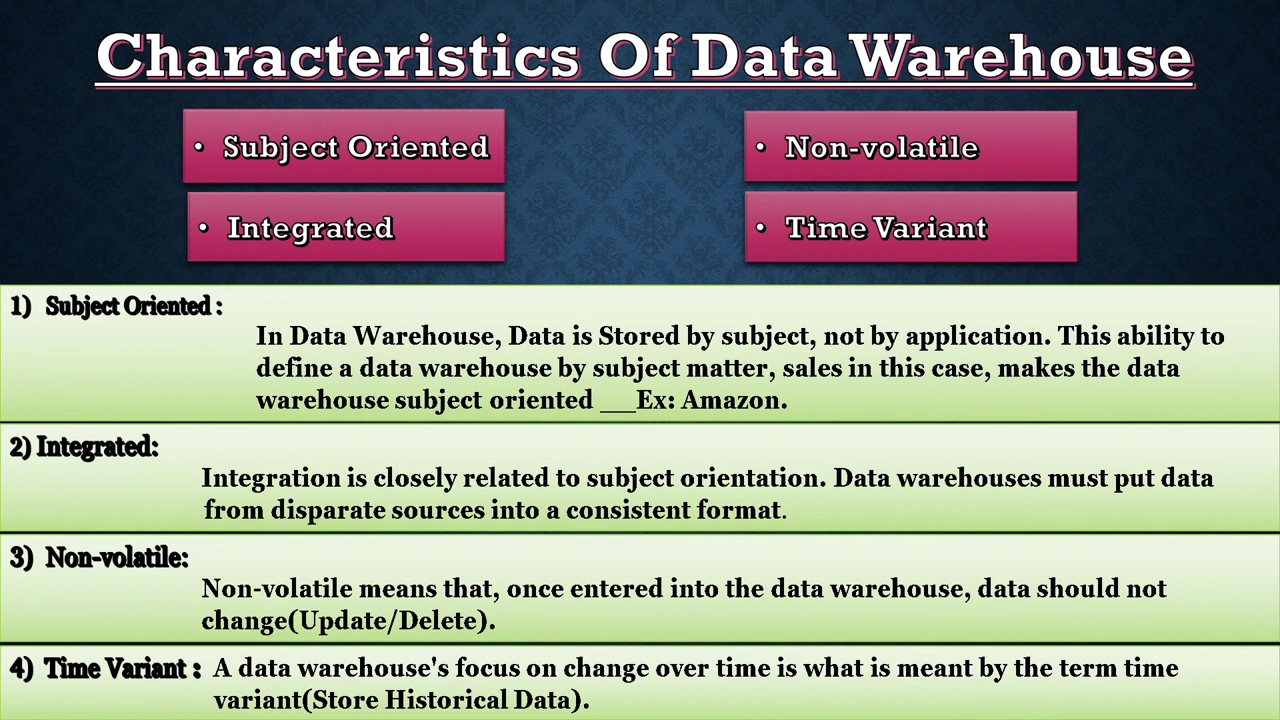 Characteristics Of Data Warehouse
• Subject Oriented
• Non-volatile
• Integrated
• Time Variant
1) Subject Oriented :
In Data Warehouse, Data is Stored by subject, not by application. This ability to
define a data warehouse by subject matter, sales in this case, makes the data
warehouse subject oriented __Ex: Amazon.
2) Integrated:
Integration is closely related to subject orientation. Data warehouses must put data
from disparate sources into a consistent format.
3) Non-volatile:
Non-volatile means that, once entered into the data warehouse, data should not
change(Update/Delete).
4) Time Variant : A data warehouse's focus on change over time is what is meant by the term time
variant(Store Historical Data).